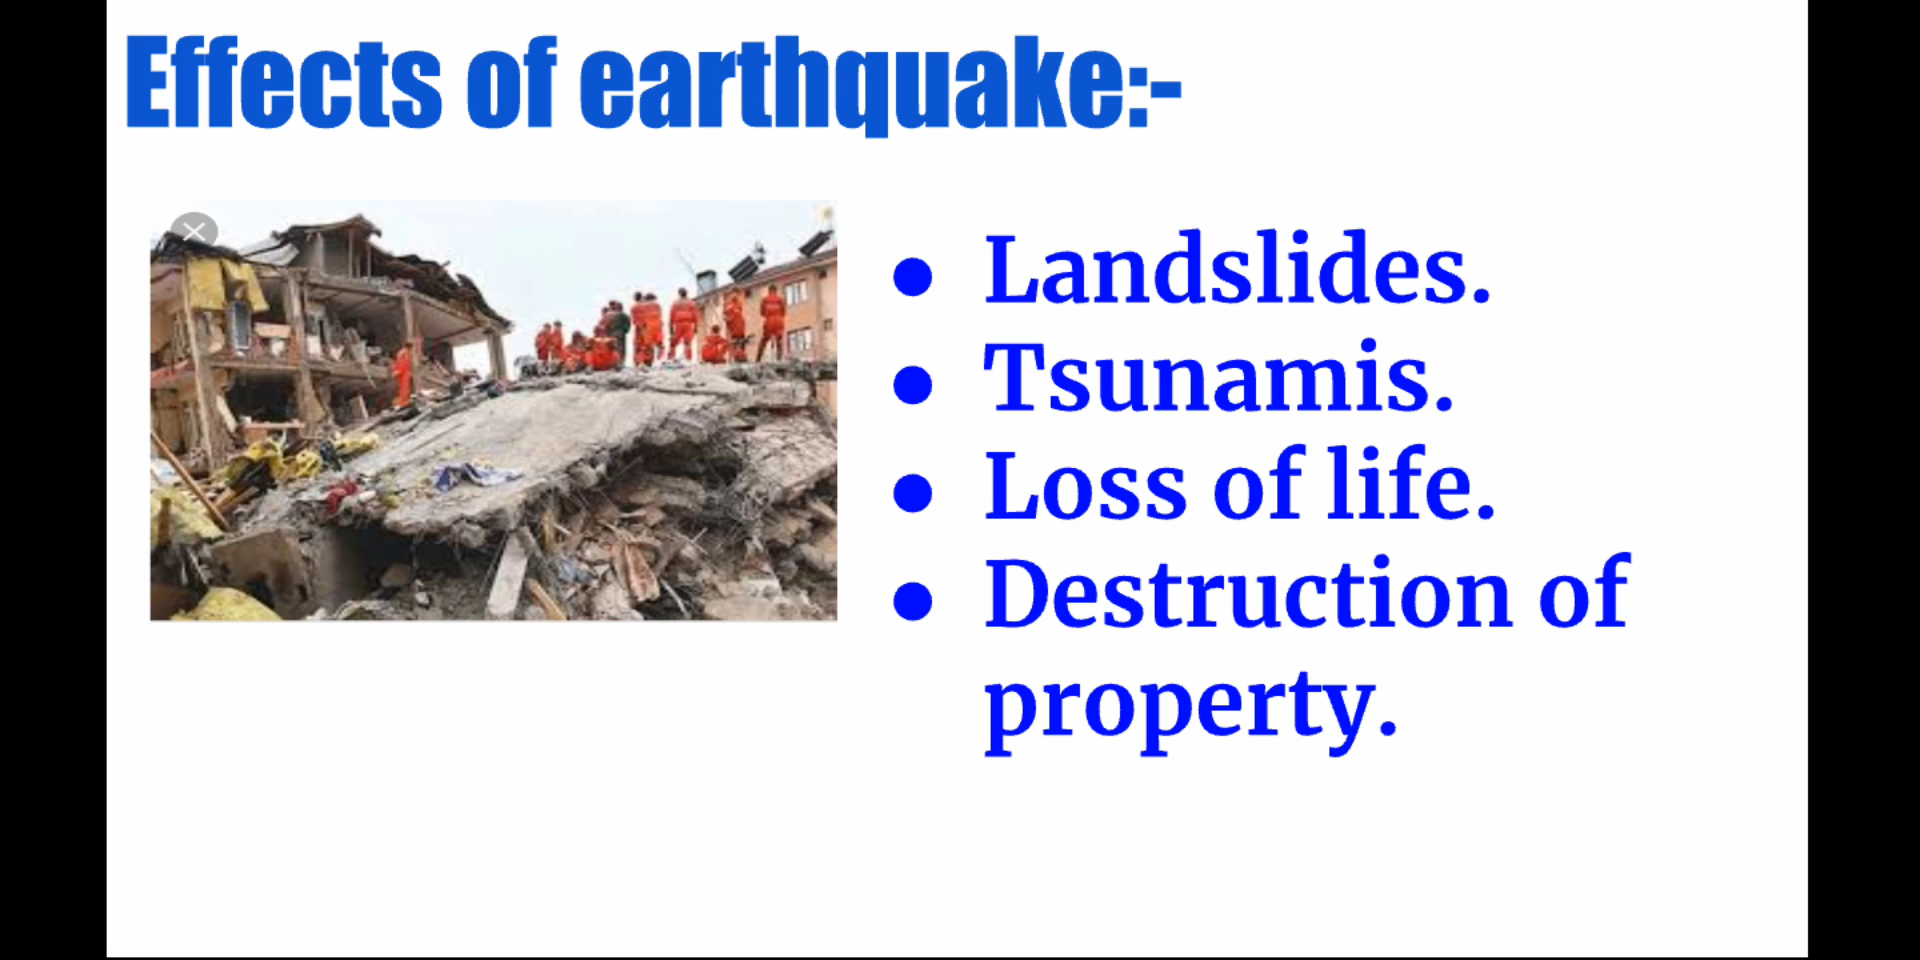 Effects of earthquake:-
● Landslides.
● Tsunamis.
● Loss of life.
● Destruction of
property.